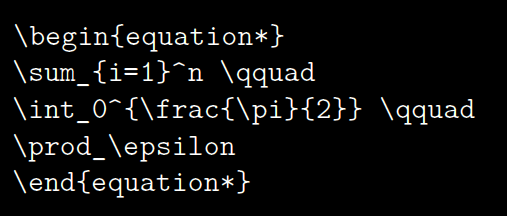 \begin{equation*}
\sum_{i=1}^n \qquad
\int_0^{\frac{\pi}{2}} \qquad
\prod_\epsilon
\end{equation*}